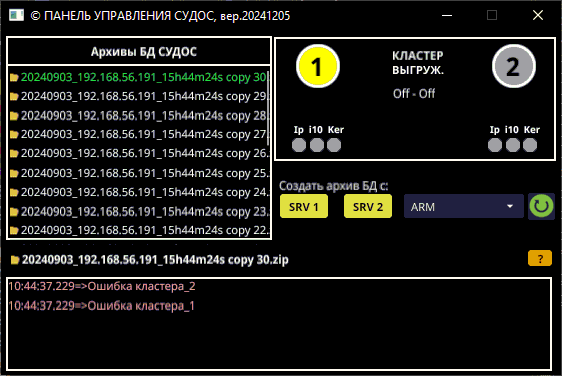 © ПАНЕЛЬ УПРАВЛЕНИЯ СУДОС, вер.20241205
Архивы БД СУДОС
20240903_192.168.56.191_15h44m24s copy 30.
20240903_192.168.56.191_15h44m24s copy 29.
20240903_192.168.56.191_15h44m24s copy 28.
20240903_192.168.56.191_15h44m24s copy 27.
20240903_192.168.56.191_15h44m24s copy 26.
20240903_192.168.56.191_15h44m24s copy 25.
20240903_192.168.56.191_15h44m24s copy 24.
20240903_192.168.56.191_15h44m24s copy 23.
20240903_192.168.56.191_15h44m24s copy 22.
1
КЛАСТЕР
ВЫГРУЖ.
Off - Off
2
Ip i10 Ker
Ip i10 Ker
Создать архив БД с:
SRV 1 SRV 2 ARM
20240903_192.168.56.191_15h44m24s copy 30.zip
?
10:44:37.229=>Ошибка кластера_2
10:44:37.229=>Ошибка кластера_1